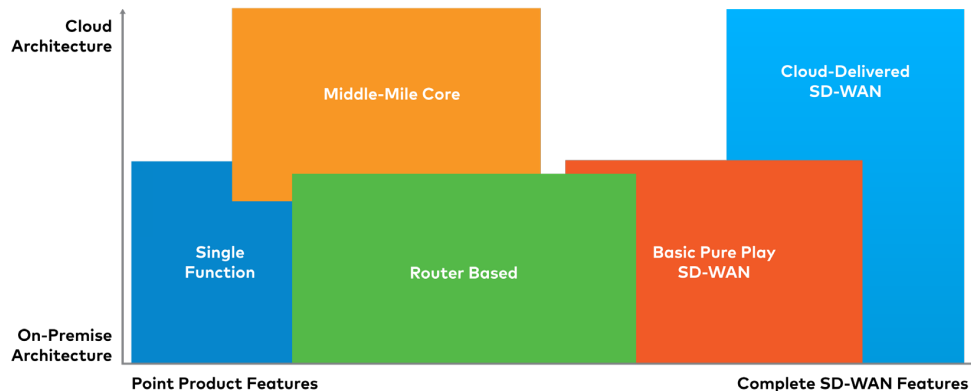 Cloud
Architecture
Middle-Mile Core
Cloud-Delivered
SD-WAN
Single
Function
Router Based
Basic Pure Play
SD-WAN
On-Premise
Architecture
Point Product Features
Complete SD-WAN Features